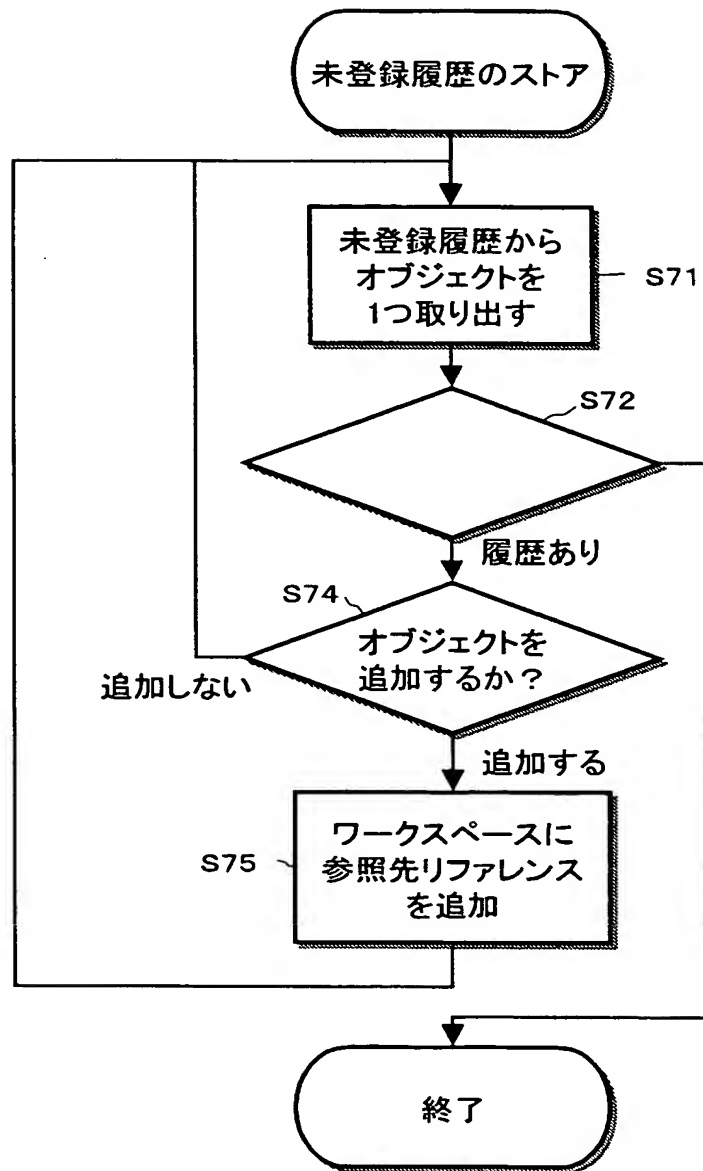 未登録履歴のストア
未登録履歴から
オブジェクトを
1つ取り出す
S71
S72
履歴あり
S74
オブジェクトを
追加するか？
追加しない
追加する
S75
ワークスペースに
参照先リファレンス
を追加
終了